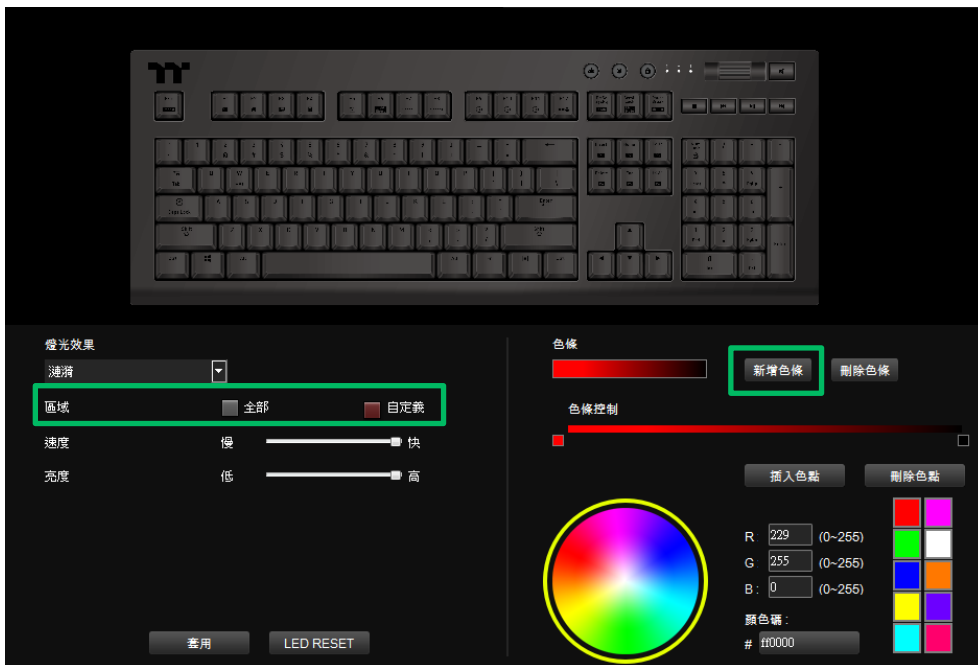 燈光效果
漣漪
區域 全部 自定義
速度 慢 快
亮度 低 高
套用 LED RESET
色條
新增色條 刪除色條
色條控制
插入色點 刪除色點
R 229 (0~255)
G 255 (0~255)
B : 0 (0~255)
顏色碼 :
# ff0000